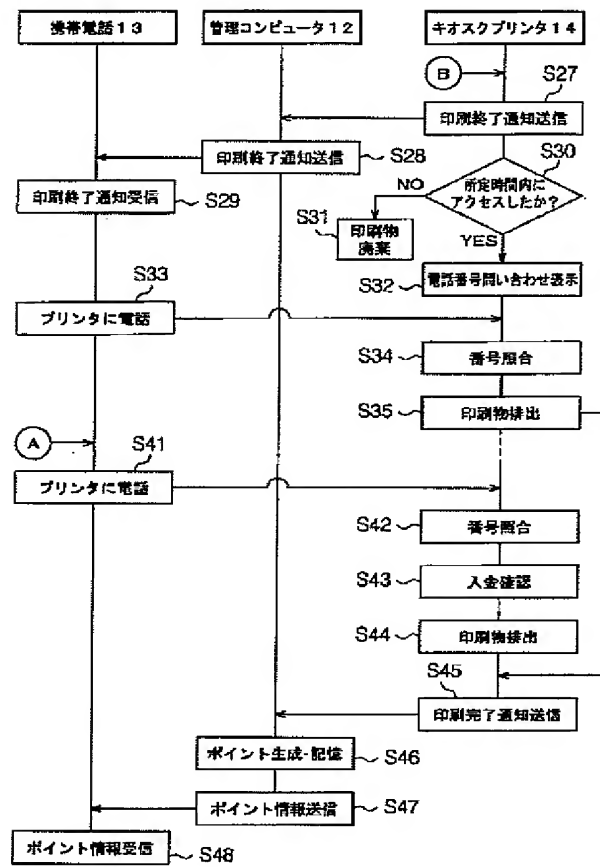 携帯電話13
管理コンピュータ12
キオスクプリンタ14
B
S27
印刷終了通知送信
印刷終了通知送信
S28
S30
所定時間内に
アクセスしたか?
NO
YES
印刷終了通知受信
S29
S31
印刷物
廃棄
S32
電話番号問い合わせ表示
S33
プリンタに電話
S34
番号照合
S35
印刷物排出
A
S41
プリンタに電話
S42
番号照合
S43
入金確認
S44
印刷物排出
S45
印刷完了通知送信
ポイント生成・記憶
S46
ポイント情報送信
S47
ポイント情報受信
S48